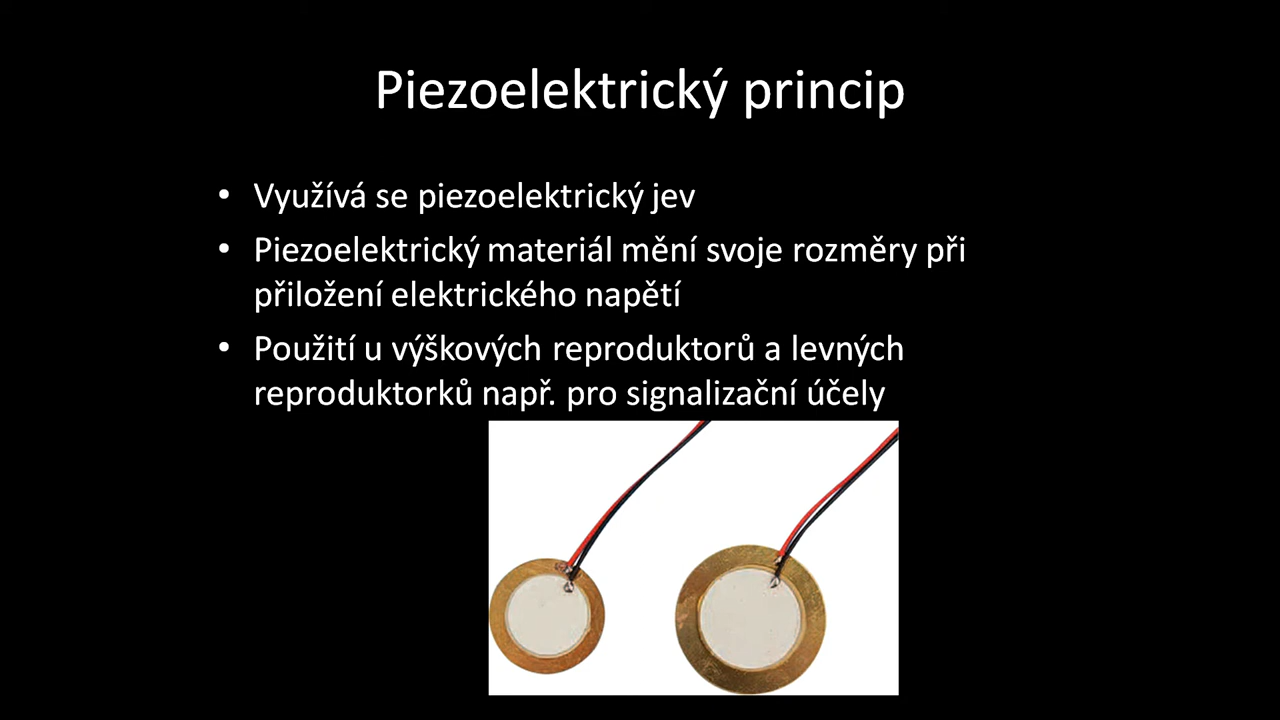 Piezoelektrický princip
• Využívá se piezoelektrický jev
• Piezoelektrický materiál mění svoje rozměry při
přiložení elektrického napětí
• Použití u výškových reproduktorů a levných
reproduktorků např. pro signalizační účely